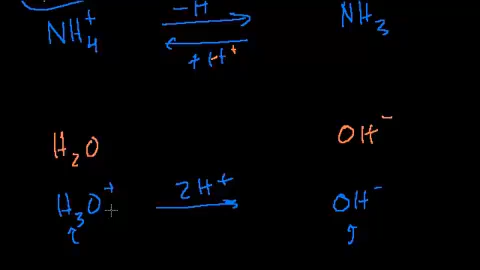 -H
NH₄⁺ NH₃
+H⁺
H₂O OH⁻
2H⁺
H₃O⁺ OH⁻